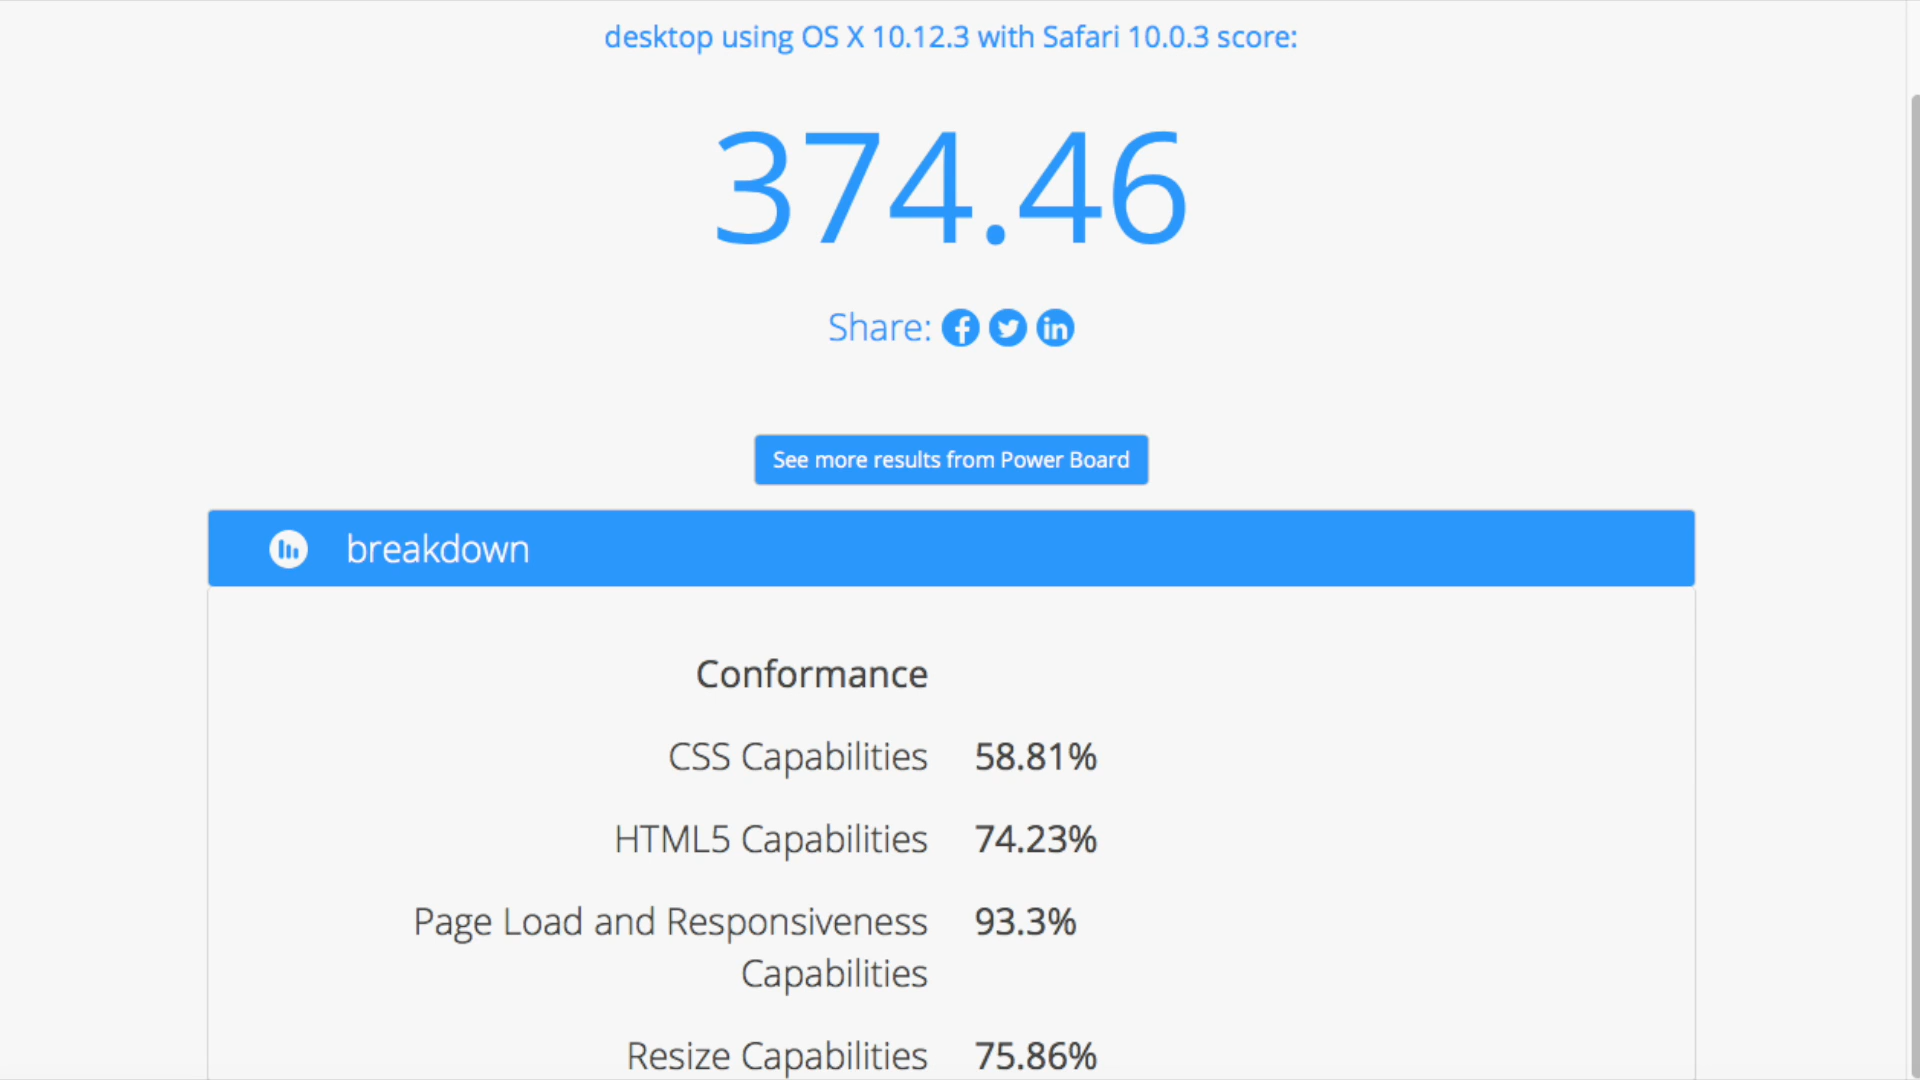 desktop using OS X 10.12.3 with Safari 10.0.3 score:
374.46
Share:
See more results from Power Board
breakdown
Conformance
CSS Capabilities 58.81%
HTML5 Capabilities 74.23%
Page Load and Responsiveness 93.3%
Capabilities
Resize Capabilities 75.86%